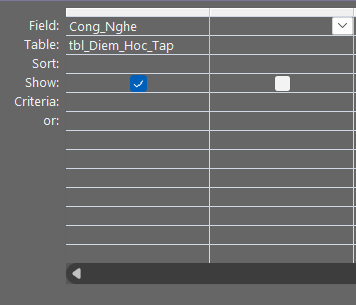 Field: Cong_Nghe
Table: tbl_Diem_Hoc_Tap
Sort:
Show:
Criteria:
or: